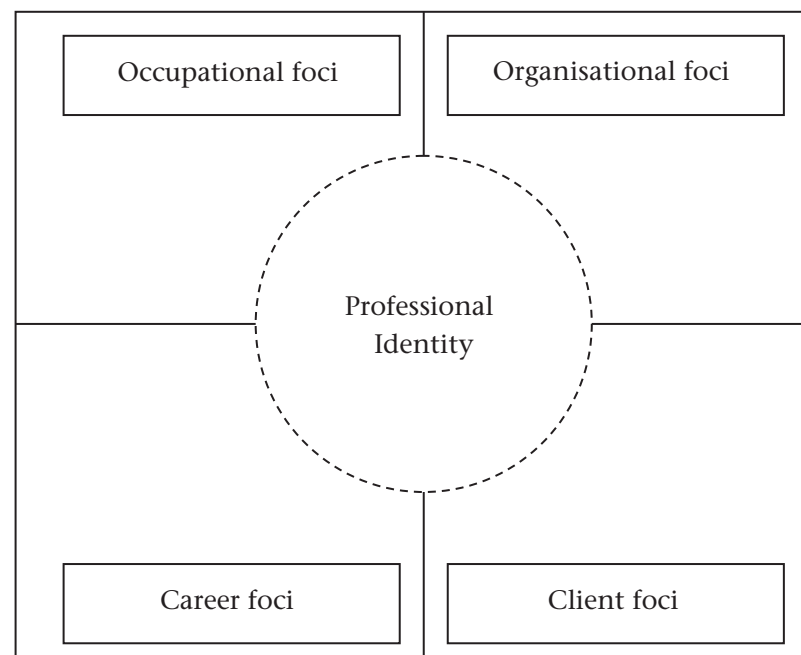 Occupational foci
Organisational foci
Professional
Identity
Career foci
Client foci